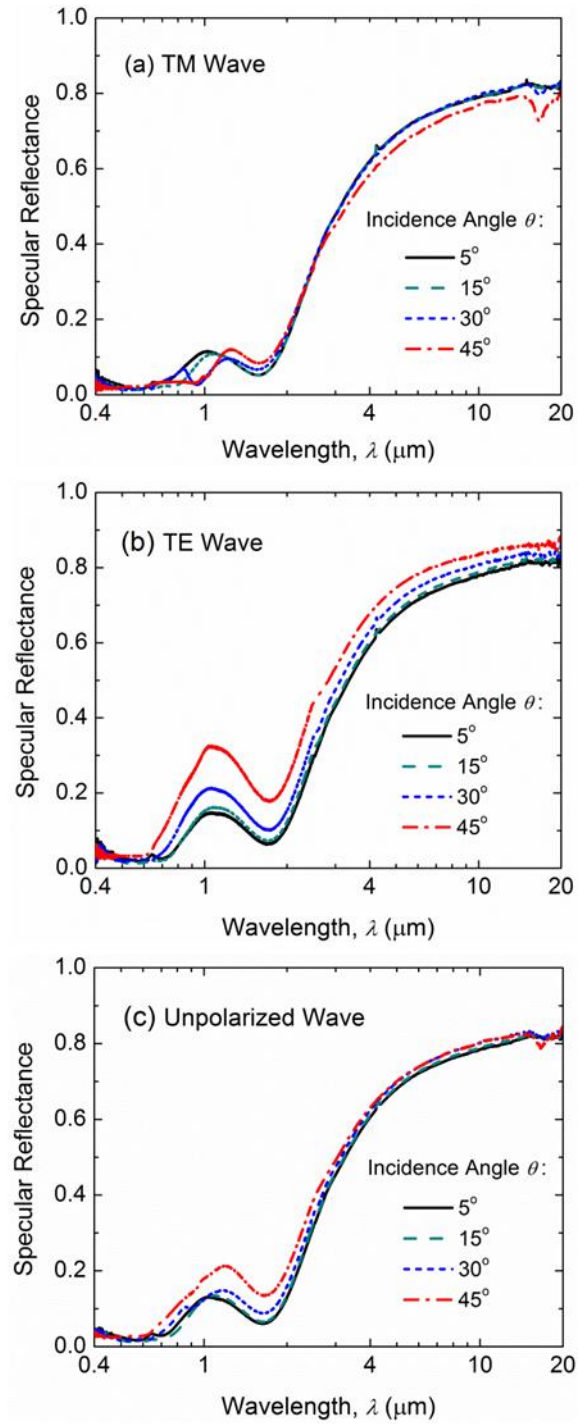 (a) TM Wave
Specular Reflectance
1.0
0.8
0.6
0.4
0.2
0.0
Incidence Angle θ:
5°
15°
30°
45°
0.4 1 4 10 20
Wavelength, λ (μm)
(b) TE Wave
Specular Reflectance
1.0
0.8
0.6
0.4
0.2
0.0
Incidence Angle θ:
5°
15°
30°
45°
0.4 1 4 10 20
Wavelength, λ (μm)
(c) Unpolarized Wave
Specular Reflectance
1.0
0.8
0.6
0.4
0.2
0.0
Incidence Angle θ:
5°
15°
30°
45°
0.4 1 4 10 20
Wavelength, λ (μm)